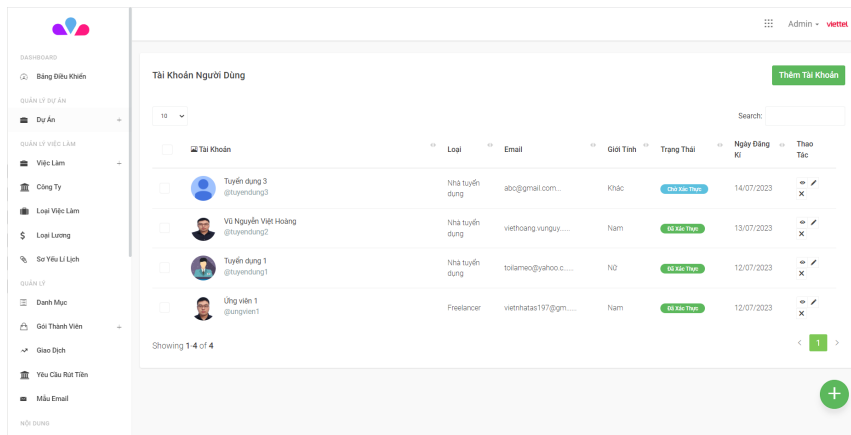 Admin
viettel
DASHBOARD
Bảng Điều Khiển
QUẢN LÝ DỰ ÁN
Dự Án
QUẢN LÝ VIỆC LÀM
Việc Làm
Công Ty
Loại Việc Làm
Loại Lương
Sơ Yếu Lí Lịch
QUẢN LÝ
Danh Mục
Gói Thành Viên
Giao Dịch
Yêu Cầu Rút Tiền
Mẫu Email
NỘI DUNG
Tài Khoản Người Dùng
Thêm Tài Khoản
10
Search:
Tài Khoản Loại Email Giới Tính Trạng Thái Ngày Đăng Thao
Kí Tác
Tuyển dụng 3 Nhà tuyển abc@gmail.com... Khác Chờ Xác Thực 14/07/2023
@tuyendung3 dụng
Vũ Nguyễn Việt Hoàng Nhà tuyển viethoang.vunguy...... Nam Đã Xác Thực 13/07/2023
@tuyendung2 dụng
Tuyển dụng 1 Nhà tuyển toilameo@yahoo.c...... Nữ Đã Xác Thực 12/07/2023
@tuyendung1 dụng
Ứng viên 1 Freelancer vietnhatas197@gm...... Nam Đã Xác Thực 12/07/2023
@ungvien1
Showing 1-4 of 4
< 1 >